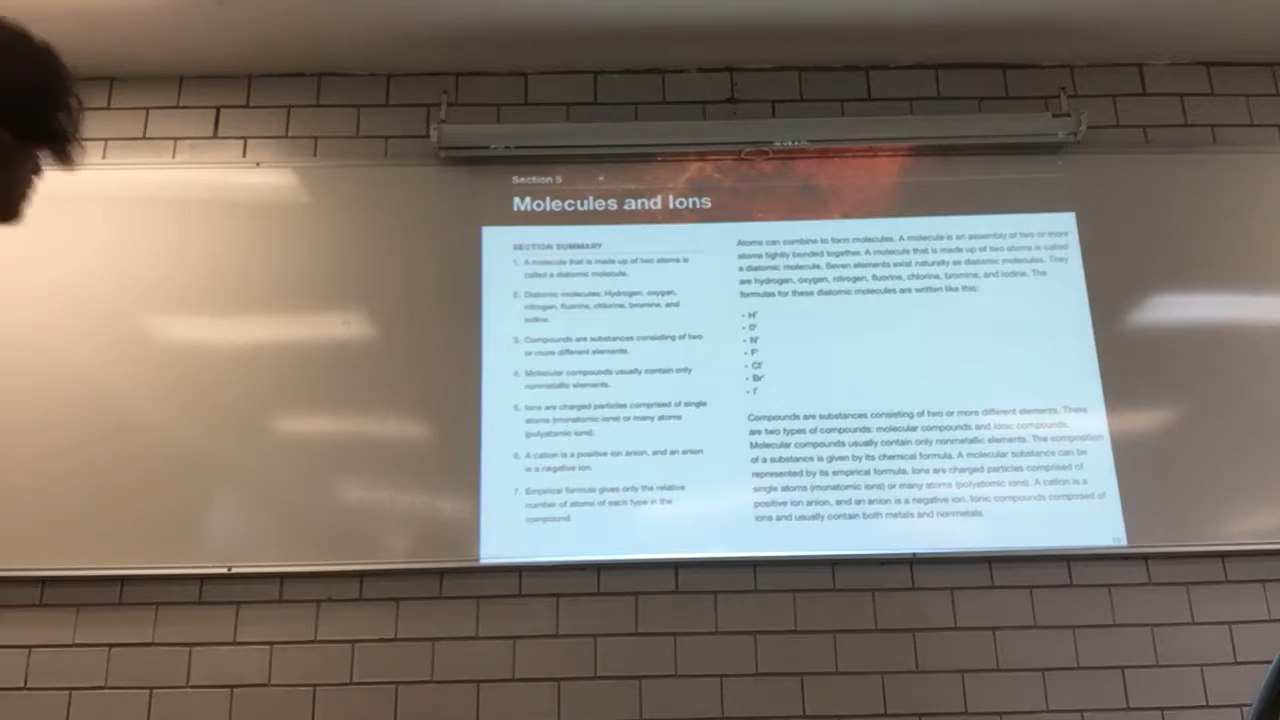 Section 5
Molecules and Ions
SECTION SUMMARY
1. A molecule that is made up of two atoms is
called a diatomic molecule.
2. Diatomic molecules: Hydrogen, oxygen,
nitrogen, fluorine, chlorine, bromine, and
iodine.
3. Compounds are substances consisting of two
or more different elements.
4. Molecular compounds usually contain only
nonmetallic elements.
5. Ions are charged particles comprised of single
atoms (monatomic ions) or many atoms
(polyatomic ions).
6. A cation is a positive ion anion, and an anion
is a negative ion.
7. Empirical formula gives only the relative
number of atoms of each type in the
compound.
Atoms can combine to form molecules. A molecule is an assembly of two or more
atoms tightly bonded together. A molecule that is made up of two atoms is called
a diatomic molecule. Seven elements exist naturally as diatomic molecules. They
are hydrogen, oxygen, nitrogen, fluorine, chlorine, bromine, and iodine. The
formulas for these diatomic molecules are written like this:
Compounds are substances consisting of two or more different elements. There
are two types of compounds: molecular compounds and ionic compounds.
Molecular compounds usually contain only nonmetallic elements. The composition
of a substance is given by its chemical formula. A molecular substance can be
represented by its empirical formula. Ions are charged particles comprised of
single atoms (monatomic ions) or many atoms (polyatomic ions). A cation is a
positive ion anion, and an anion is a negative ion. Ionic compounds composed of
ions and usually contain both metals and nonmetals.